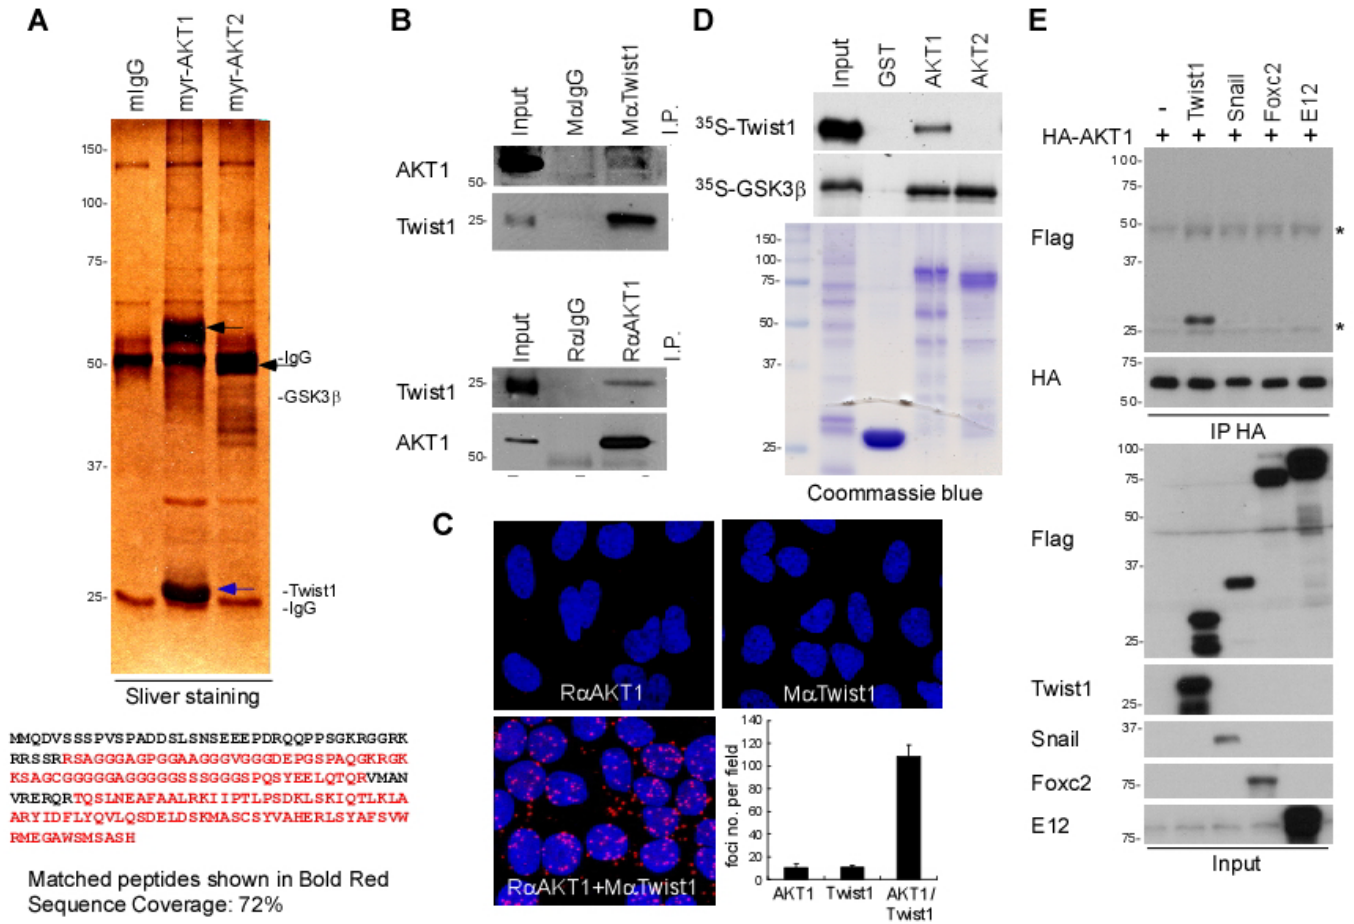 A
mIgG
myr-AKT1
myr-AKT2
150-
100-
75-
50-
37-
25-
-IgG
-GSK3β
-Twist1
-IgG
Sliver staining
MMQDVSSSPVSPADDSLSNSEEEPDRQQPPSGKRGGRK
RRSSRRSAGGGAGPGGAAGGGVGGGDEPGSPAQGKRGK
KSAGCGGGGGAGGGGGSSSGGGSPQSYEELQTQRVMAN
VRERQRTQSLNEAFAALRKIIPTLPSDKLSKIQTLKLA
ARYIDFLYQVLQSDELDSKMASCSYVAHERLSYAFSVW
RMEGAWSMSASH
Matched peptides shown in Bold Red
Sequence Coverage: 72%
B
Input
MαIgG
MαTwist1
I.P.
AKT1
50-
Twist1
25-
Input
RαIgG
RαAKT1
I.P.
Twist1
25-
AKT1
50-
C
RαAKT1
MαTwist1
RαAKT1+MαTwist1
foci no. per field
140
120
100
80
60
40
20
0
AKT1
Twist1
AKT1/
Twist1
D
Input
GST
AKT1
AKT2
35S-Twist1
35S-GSK3β
150-
100-
75-
50-
37-
25-
Coommassie blue
E
-
Twist1
Snail
Foxc2
E12
HA-AKT1 + + + + +
100-
75-
50-
37-
25-
Flag
*
*
75-
HA
50-
IP HA
100-
75-
50-
37-
25-
Flag
Twist1
25-
37-
Snail
Foxc2
75-
E12
75-
Input